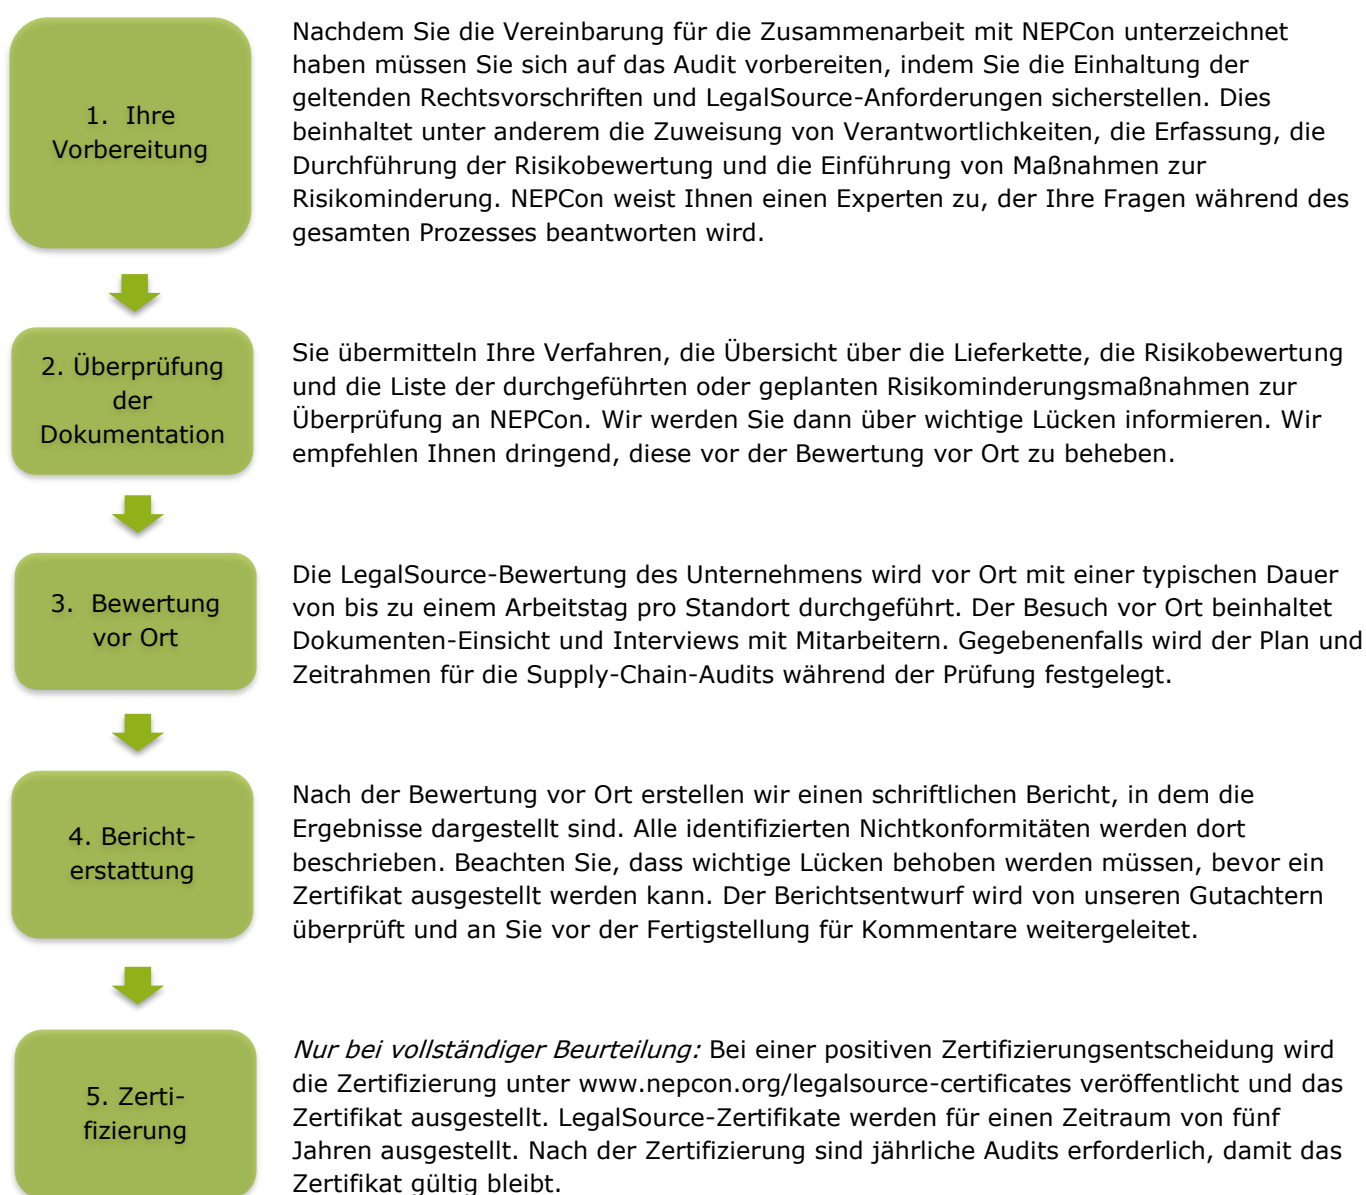 1. Ihre
Vorbereitung
Nachdem Sie die Vereinbarung für die Zusammenarbeit mit NEPCon unterzeichnet
haben müssen Sie sich auf das Audit vorbereiten, indem Sie die Einhaltung der
geltenden Rechtsvorschriften und LegalSource-Anforderungen sicherstellen. Dies
beinhaltet unter anderem die Zuweisung von Verantwortlichkeiten, die Erfassung, die
Durchführung der Risikobewertung und die Einführung von Maßnahmen zur
Risikominderung. NEPCon weist Ihnen einen Experten zu, der Ihre Fragen während des
gesamten Prozesses beantworten wird.
2. Überprüfung
der
Dokumentation
Sie übermitteln Ihre Verfahren, die Übersicht über die Lieferkette, die Risikobewertung
und die Liste der durchgeführten oder geplanten Risikominderungsmaßnahmen zur
Überprüfung an NEPCon. Wir werden Sie dann über wichtige Lücken informieren. Wir
empfehlen Ihnen dringend, diese vor der Bewertung vor Ort zu beheben.
3. Bewertung
vor Ort
Die LegalSource-Bewertung des Unternehmens wird vor Ort mit einer typischen Dauer
von bis zu einem Arbeitstag pro Standort durchgeführt. Der Besuch vor Ort beinhaltet
Dokumenten-Einsicht und Interviews mit Mitarbeitern. Gegebenenfalls wird der Plan und
Zeitrahmen für die Supply-Chain-Audits während der Prüfung festgelegt.
4. Bericht-
erstattung
Nach der Bewertung vor Ort erstellen wir einen schriftlichen Bericht, in dem die
Ergebnisse dargestellt sind. Alle identifizierten Nichtkonformitäten werden dort
beschrieben. Beachten Sie, dass wichtige Lücken behoben werden müssen, bevor ein
Zertifikat ausgestellt werden kann. Der Berichtsentwurf wird von unseren Gutachtern
überprüft und an Sie vor der Fertigstellung für Kommentare weitergeleitet.
5. Zerti-
fizierung
Nur bei vollständiger Beurteilung: Bei einer positiven Zertifizierungsentscheidung wird
die Zertifizierung unter www.nepcon.org/legalsource-certificates veröffentlicht und das
Zertifikat ausgestellt. LegalSource-Zertifikate werden für einen Zeitraum von fünf
Jahren ausgestellt. Nach der Zertifizierung sind jährliche Audits erforderlich, damit das
Zertifikat gültig bleibt.